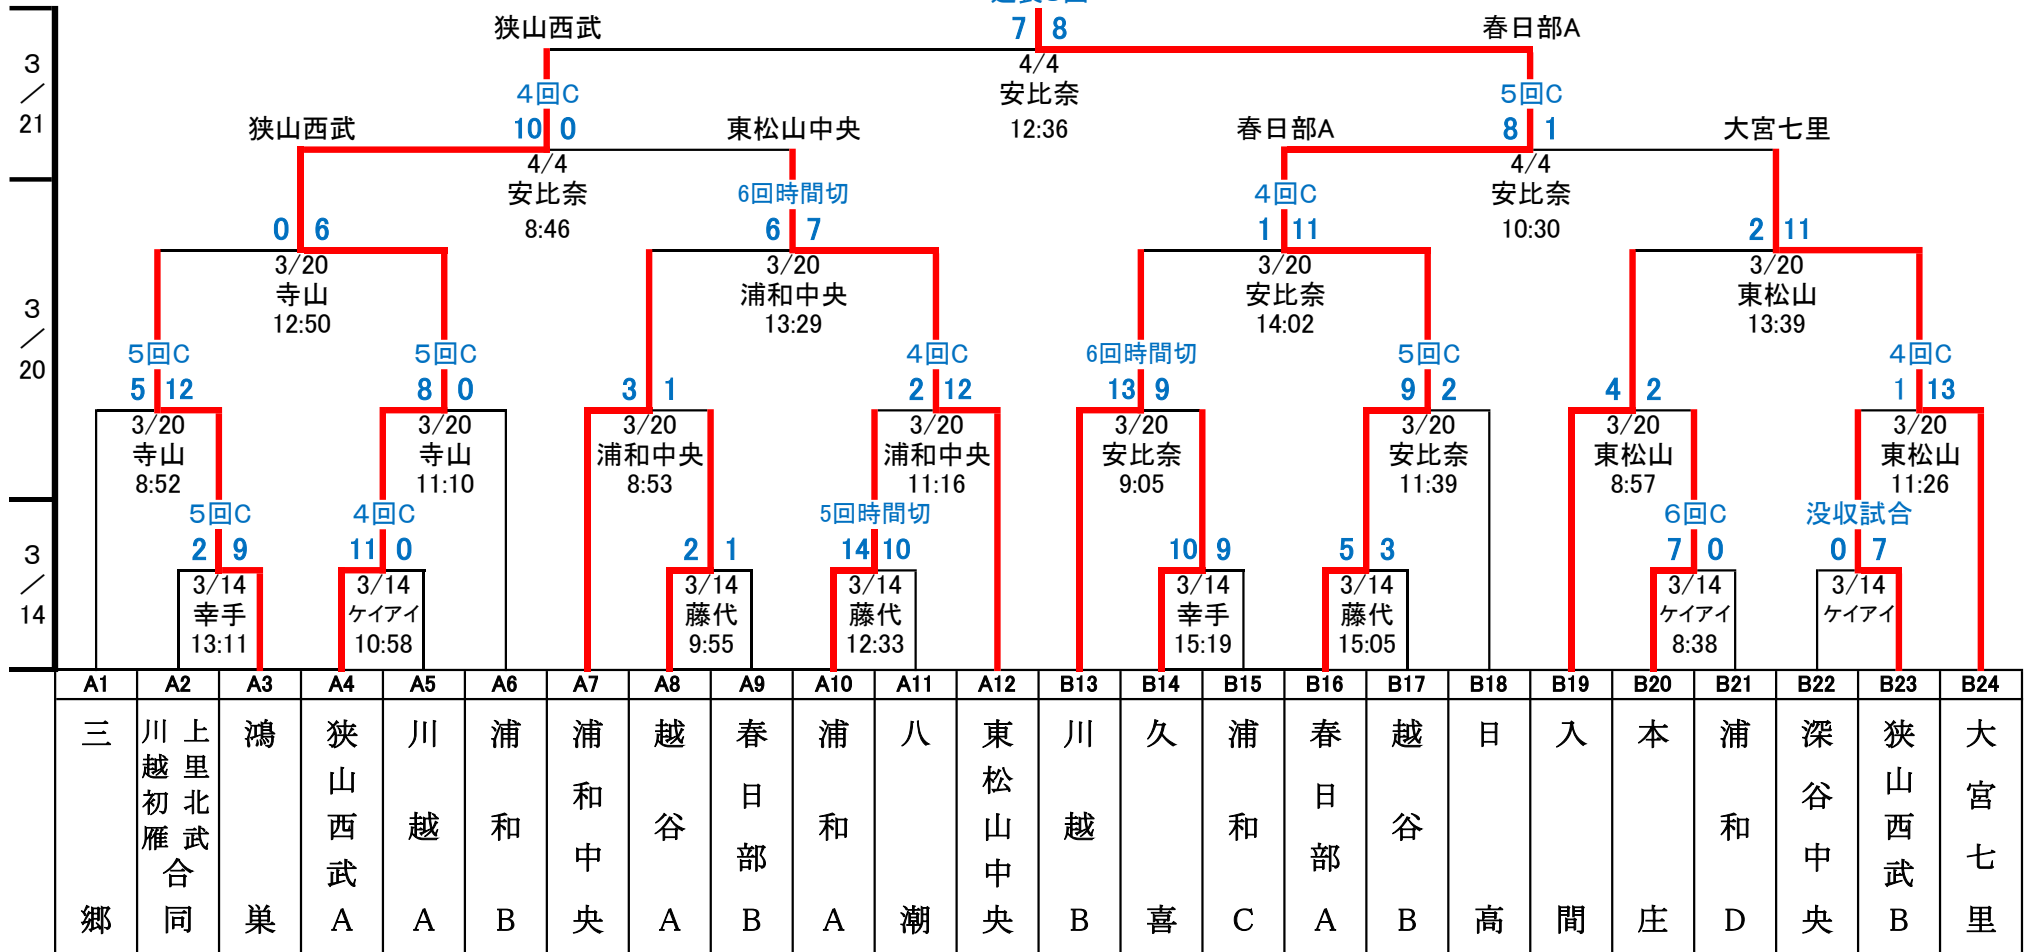 7 8
狭山西武
春日部A
4/4
安比奈
12:36
3
/
21
4回C
5回C
狭山西武
10 0
東松山中央
春日部A
8 1
大宮七里
4/4
安比奈
8:46
4/4
安比奈
10:30
6回時間切
4回C
0 6
6 7
1 11
2 11
3/20
寺山
12:50
3/20
浦和中央
13:29
3/20
安比奈
14:02
3/20
東松山
13:39
3
/
20
5回C
5回C
4回C
6回時間切
5回C
4回C
5 12
8 0
3 1
2 12
13 9
9 2
4 2
1 13
3/20
寺山
8:52
3/20
寺山
11:10
3/20
浦和中央
8:53
3/20
浦和中央
11:16
3/20
安比奈
9:05
3/20
安比奈
11:39
3/20
東松山
8:57
3/20
東松山
11:26
3
/
14
5回C
4回C
5回時間切
6回C
没収試合
2 9
11 0
2 1
14 10
10 9
5 3
7 0
0 7
3/14
幸手
13:11
3/14
ケイアイ
10:58
3/14
藤代
9:55
3/14
藤代
12:33
3/14
幸手
15:19
3/14
藤代
15:05
3/14
ケイアイ
8:38
3/14
ケイアイ
A1 A2 A3 A4 A5 A6 A7 A8 A9 A10 A11 A12 B13 B14 B15 B16 B17 B18 B19 B20 B21 B22 B23 B24
三郷
上里北武
川越初雁
合同
鴻巣
狭山西武A
川越A
浦和B
浦和中央
越谷A
春日部B
浦和A
八潮
東松山中央
川越B
久喜
浦和C
春日部A
越谷B
日高
入間
本庄
浦和D
深谷中央
狭山西武B
大宮七里